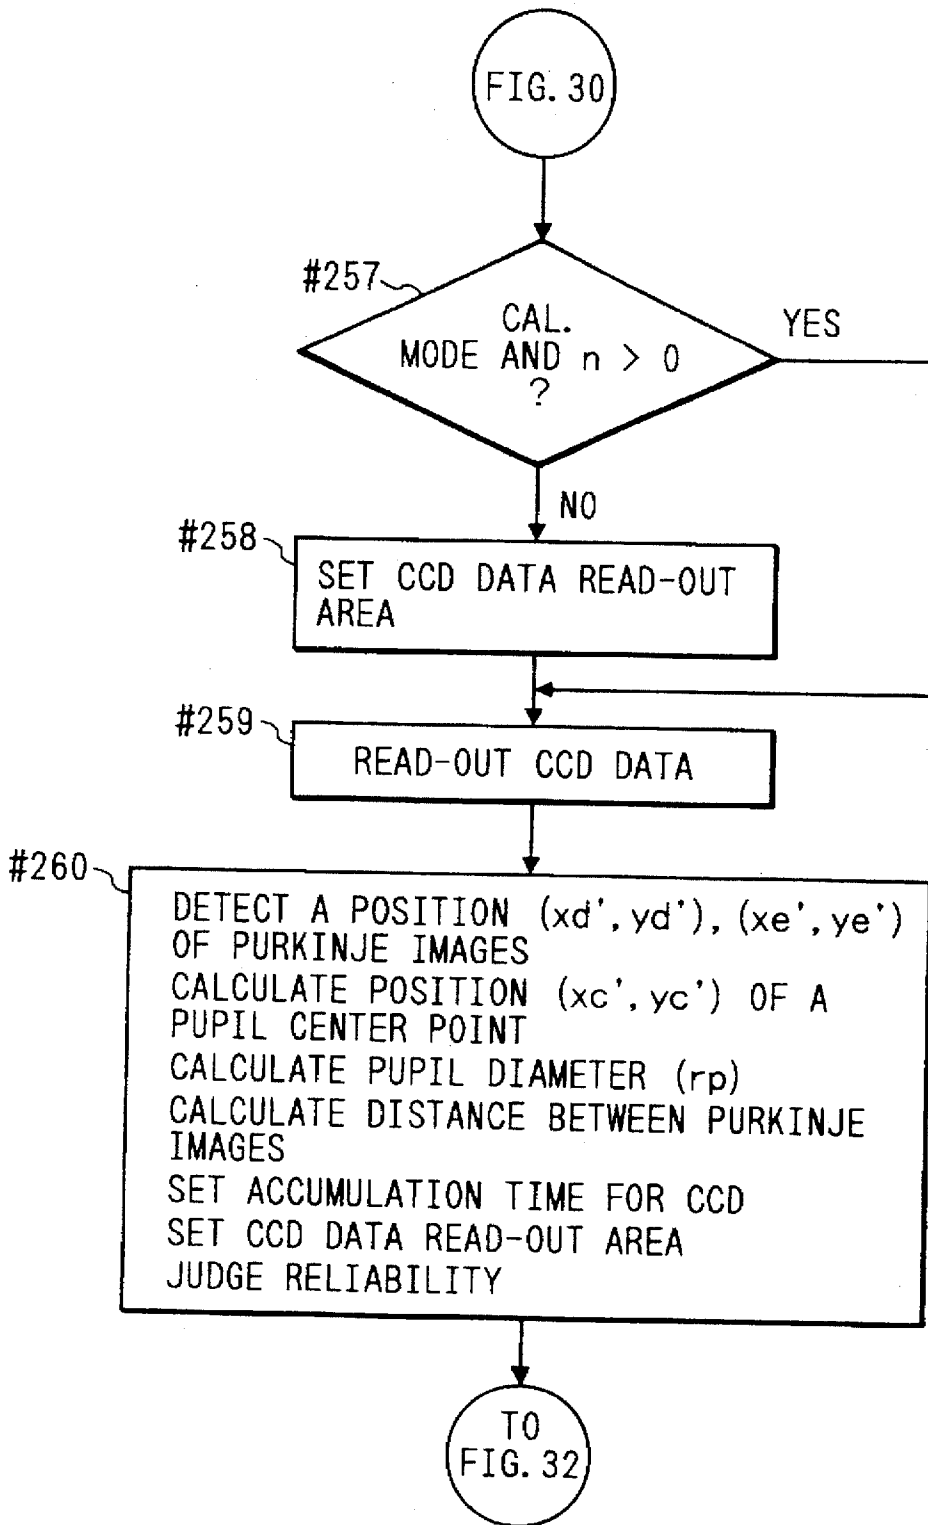 FIG. 30
#257
CAL.
MODE AND n > 0
?
YES
NO
#258
SET CCD DATA READ-OUT
AREA
#259
READ-OUT CCD DATA
#260
DETECT A POSITION (xd', yd'), (xe', ye')
OF PURKINJE IMAGES
CALCULATE POSITION (xc', yc') OF A
PUPIL CENTER POINT
CALCULATE PUPIL DIAMETER (rp)
CALCULATE DISTANCE BETWEEN PURKINJE
IMAGES
SET ACCUMULATION TIME FOR CCD
SET CCD DATA READ-OUT AREA
JUDGE RELIABILITY
TO
FIG. 32